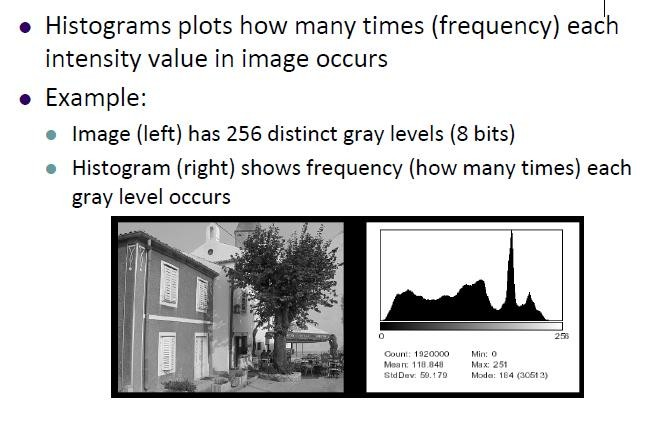 Histograms plots how many times (frequency) each
intensity value in image occurs
Example:
Image (left) has 256 distinct gray levels (8 bits)
Histogram (right) shows frequency (how many times) each
gray level occurs
0 255
Count: 1920000 Min: 0
Mean: 118.848 Max: 251
StdDev: 59.179 Mode: 184 (30513)